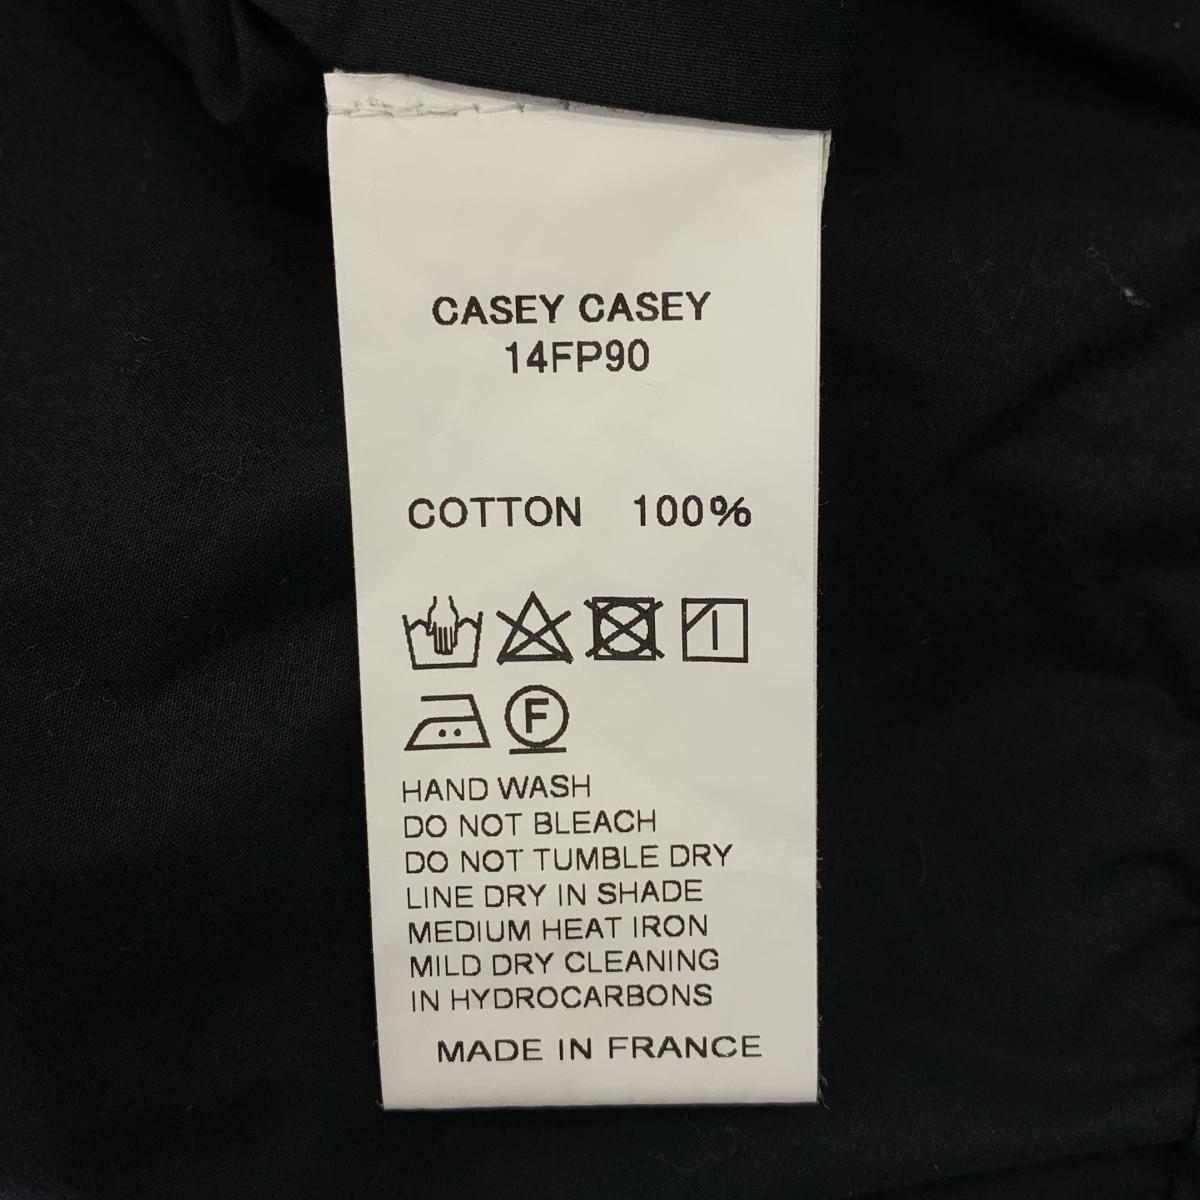 CASEY CASEY
14FP90
COTTON 100%
F
HAND WASH
DO NOT BLEACH
DO NOT TUMBLE DRY
LINE DRY IN SHADE
MEDIUM HEAT IRON
MILD DRY CLEANING
IN HYDROCARBONS
MADE IN FRANCE